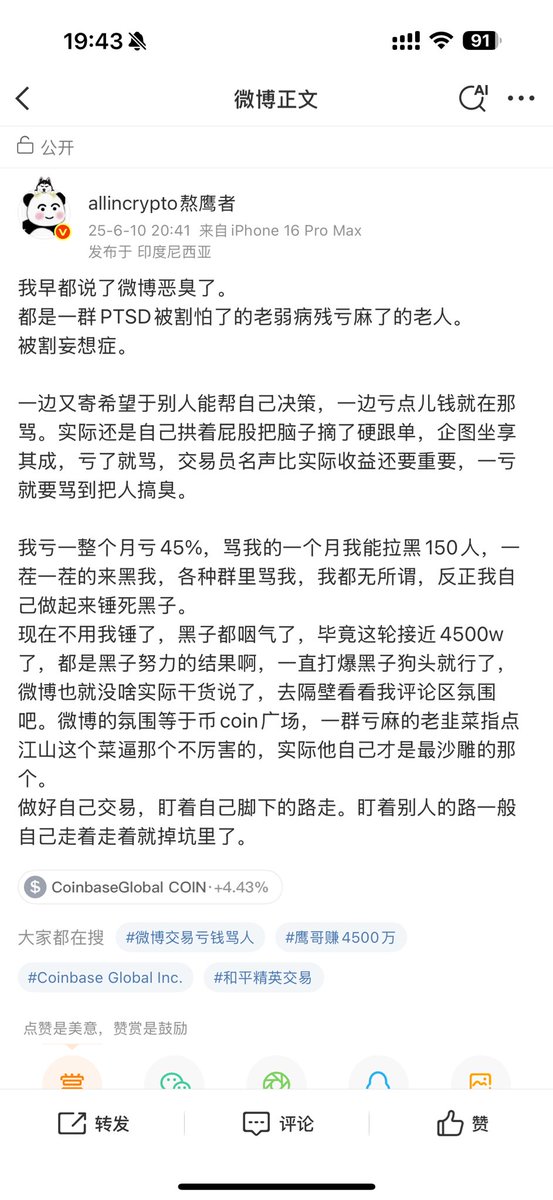 19:43
91
微博正文
AI
公开
allincrypto熬鹰者
25-6-10 20:41 来自iPhone 16 Pro Max
发布于 印度尼西亚
我早都说了微博恶臭了。
都是一群PTSD被割怕了的老弱病残亏麻了的老人。
被割妄想症。
一边又寄希望于别人能帮自己决策，一边亏点儿钱就在那
骂。实际还是自己拱着屁股把脑子摘了硬跟单，企图坐享
其成，亏了就骂，交易员名声比实际收益还要重要，一亏
就要骂到把人搞臭。
我亏一整个月亏45%，骂我的一个月我能拉黑150人，一
茬一茬的来黑我，各种群里骂我，我都无所谓，反正我自
己做起来锤死黑子。
现在不用我锤了，黑子都咽气了，毕竟这轮接近4500w
了，都是黑子努力的结果啊，一直打爆黑子狗头就行了，
微博也就没啥实际干货说了，去隔壁看看我评论区氛围
吧。微博的氛围等于币coin广场，一群亏麻的老韭菜指点
江山这个菜逼那个不厉害的，实际他自己才是最沙雕的那
个。
做好自己交易，盯着自己脚下的路走。盯着别人的路一般
自己走着走着就掉坑里了。
$ CoinbaseGlobal COIN·+4.43%
大家都在搜 #微博交易亏钱骂人 #鹰哥赚4500万
#Coinbase Global Inc. #和平精英交易
点赞是美意，赞赏是鼓励
转发 评论 赞